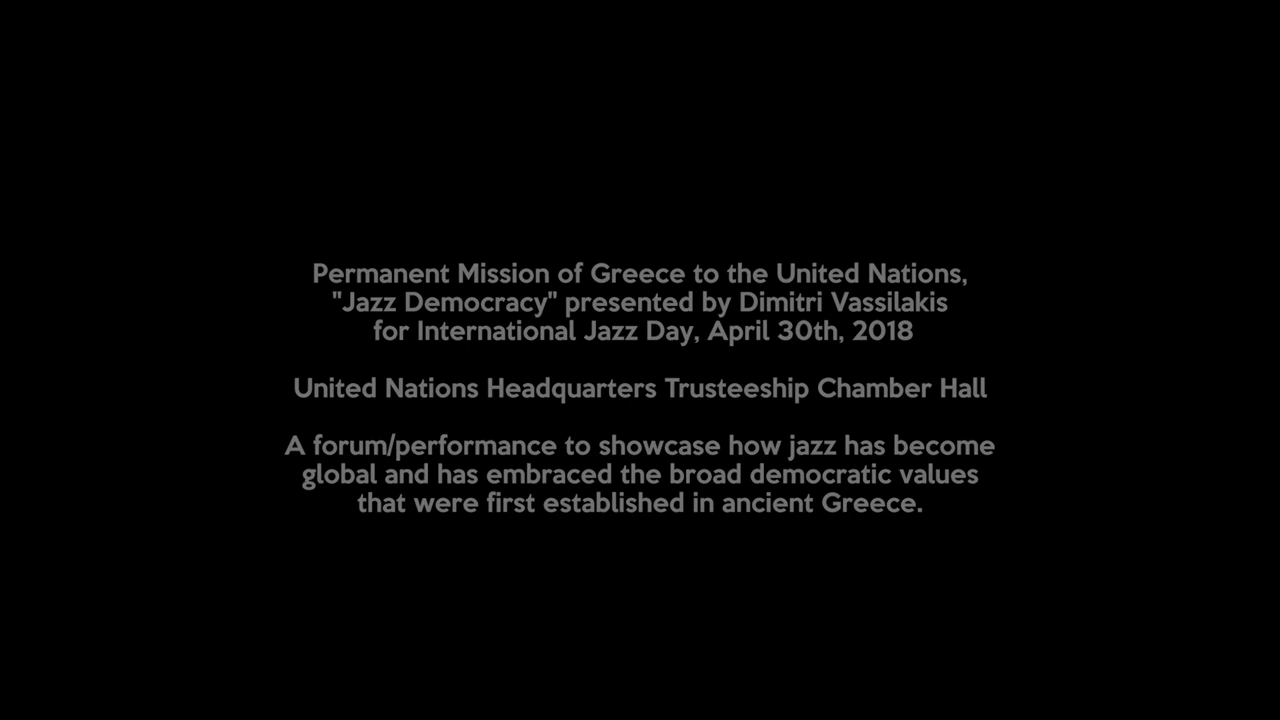 Permanent Mission of Greece to the United Nations,
"Jazz Democracy" presented by Dimitri Vassilakis
for International Jazz Day, April 30th, 2018
United Nations Headquarters Trusteeship Chamber Hall
A forum/performance to showcase how jazz has become
global and has embraced the broad democratic values
that were first established in ancient Greece.